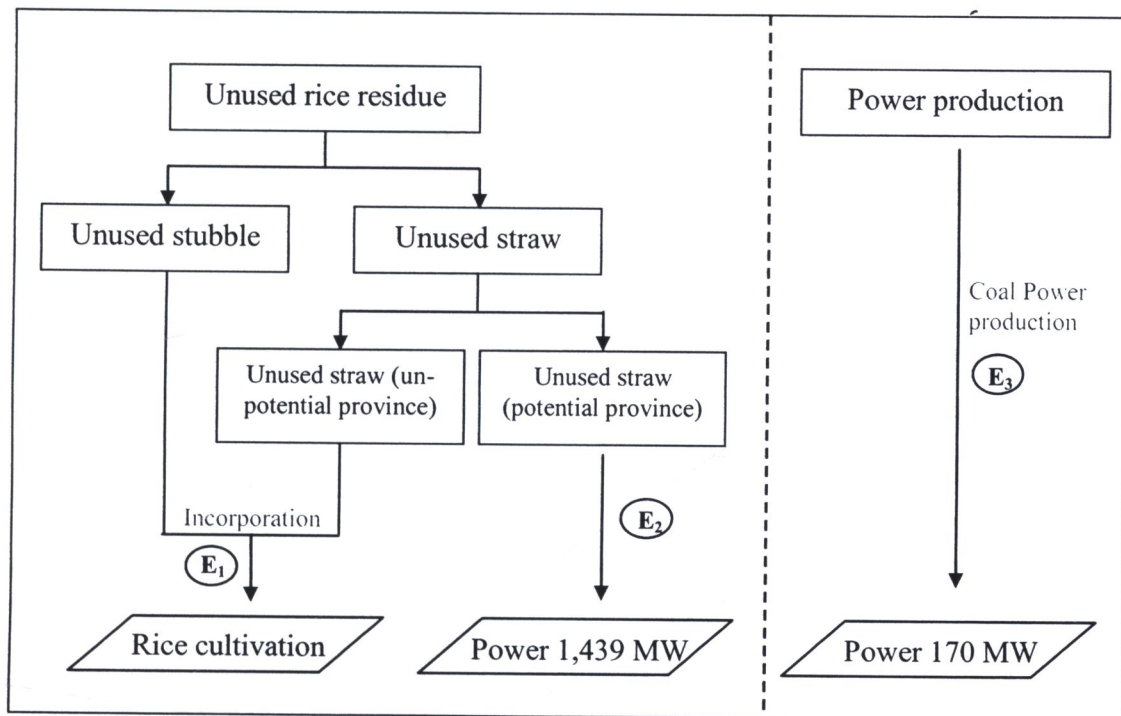 Unused rice residue
Power production
Unused stubble
Unused straw
Coal Power
production
E₃
Unused straw (un-
potential province)
Unused straw
(potential province)
Incorporation
E₁
E₂
Rice cultivation
Power 1,439 MW
Power 170 MW